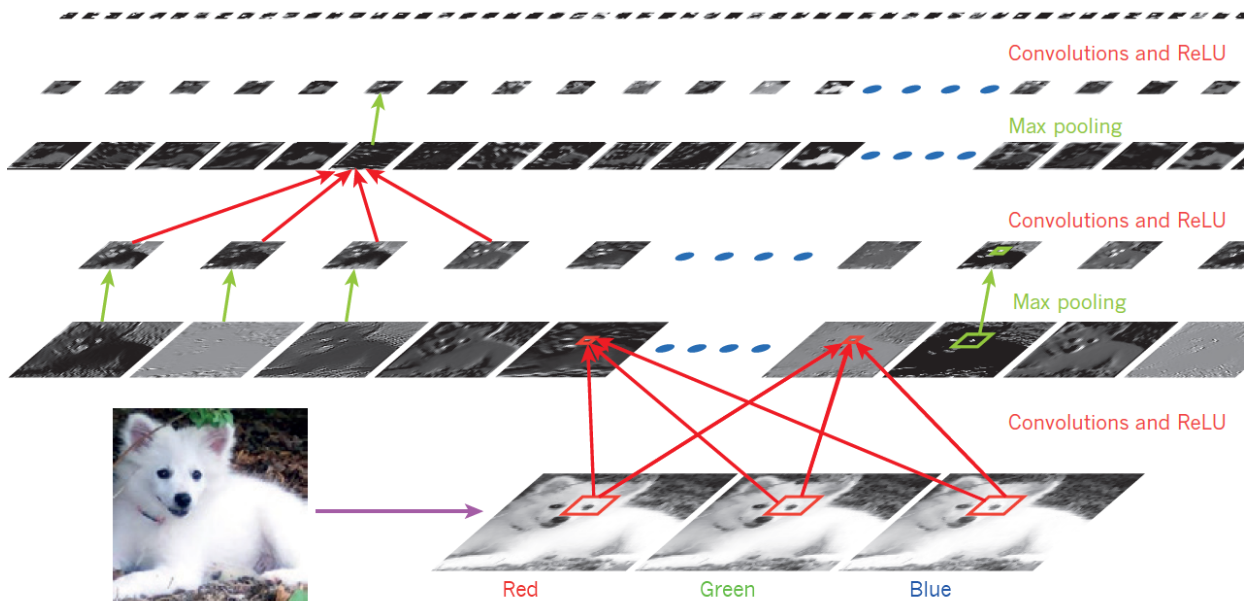 Convolutions and ReLU
Max pooling
Convolutions and ReLU
Max pooling
Convolutions and ReLU
Red
Green
Blue